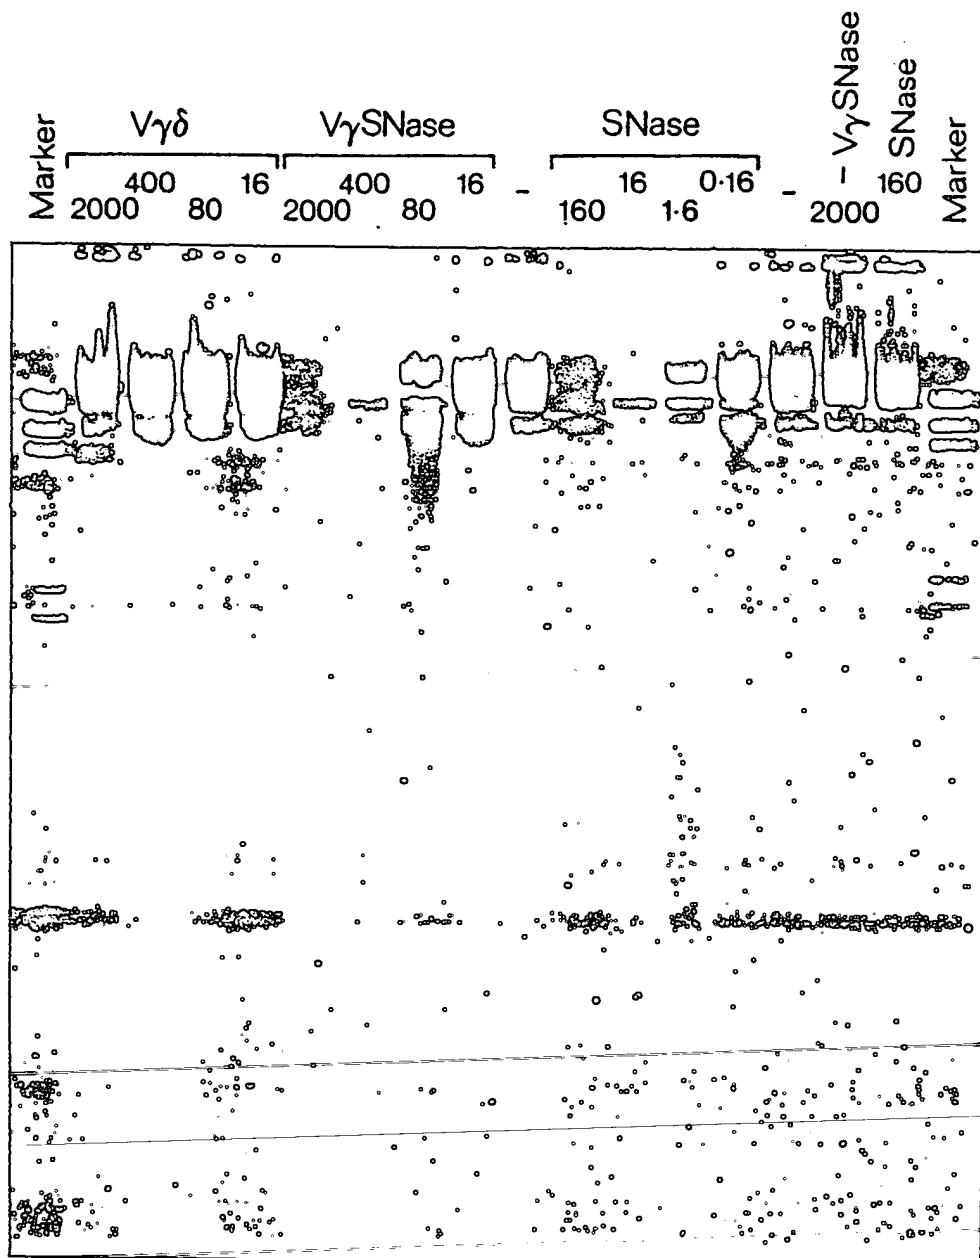 Marker
Vγδ
VγSNase
SNase
– VγSNase
SNase
Marker
400 16 400 16 – 16 0·16 – 160
2000 80 2000 80 160 1·6 2000